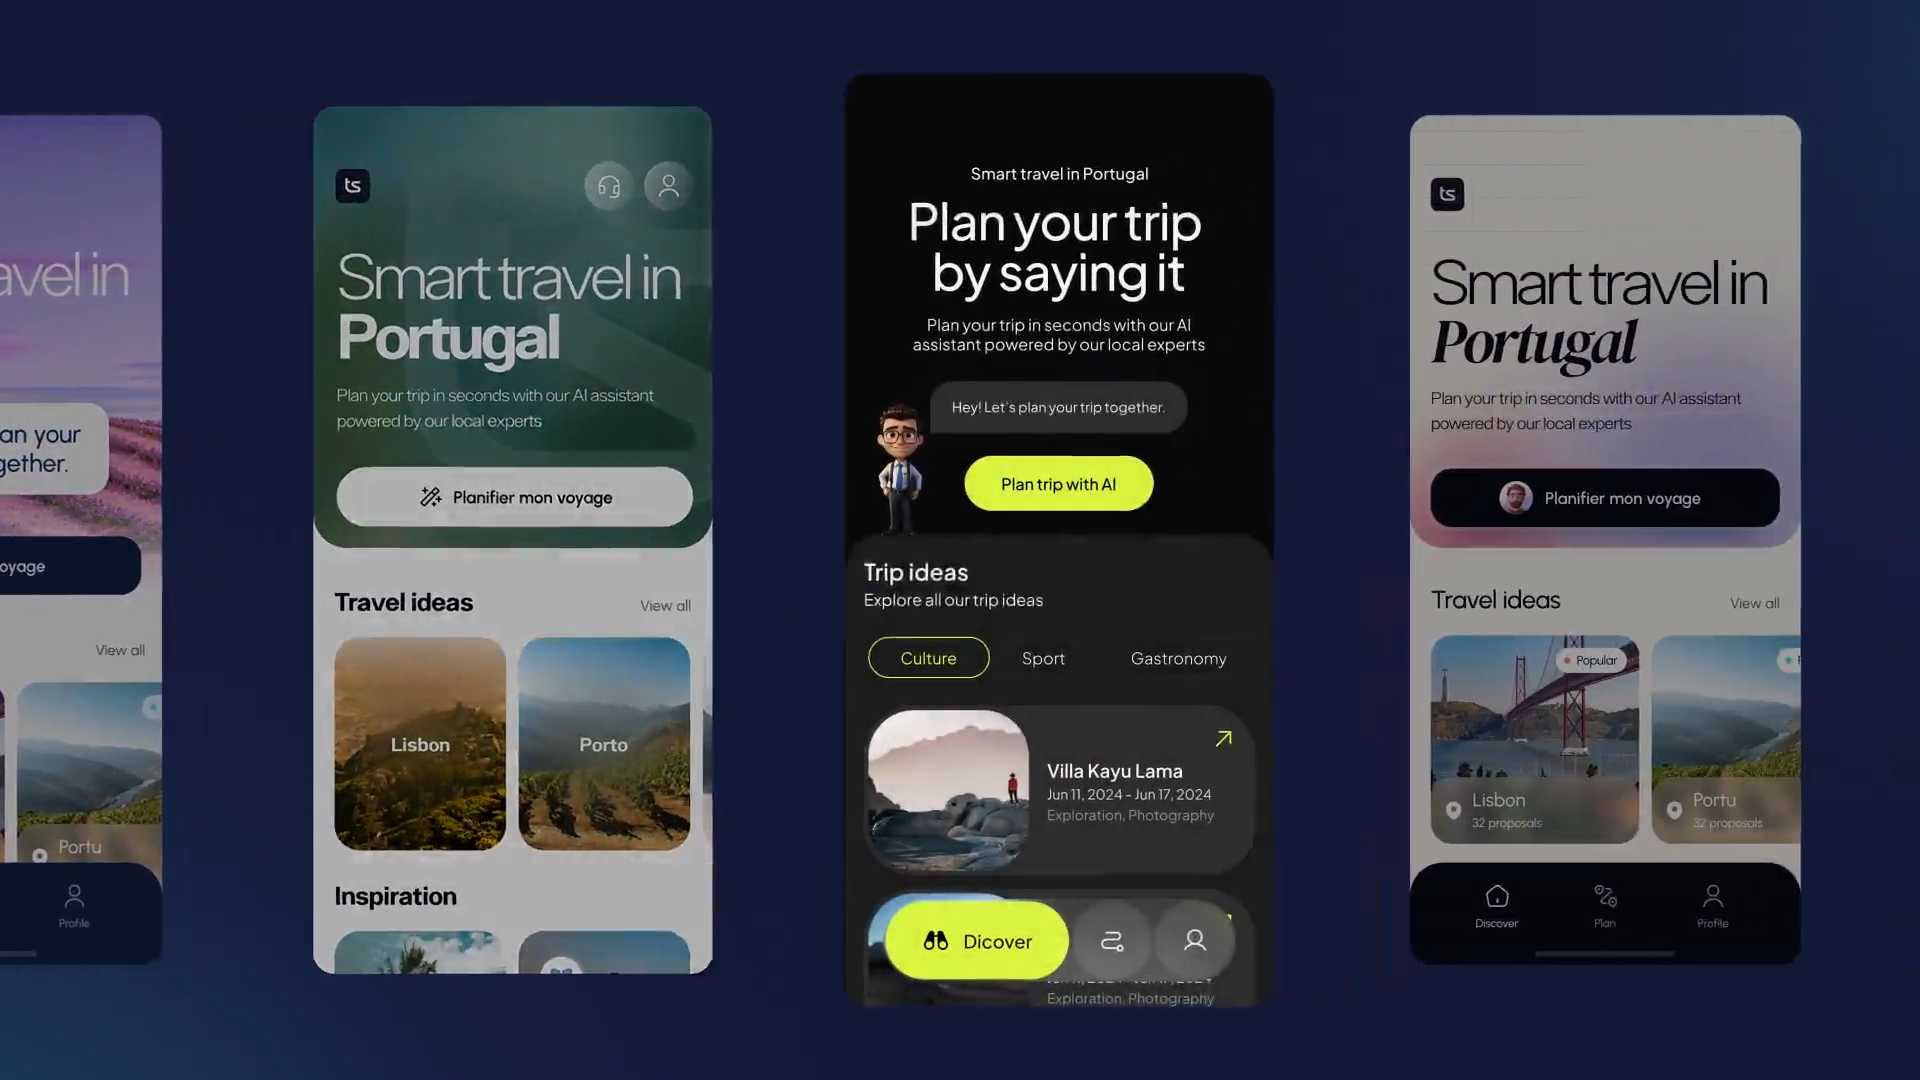 avel in
an your
gether.
oyage
View all
Portu
Profile
ts
Smart travel in
Portugal
Plan your trip in seconds with our AI assistant
powered by our local experts
Planifier mon voyage
Travel ideas
View all
Lisbon
Porto
Inspiration
Smart travel in Portugal
Plan your trip
by saying it
Plan your trip in seconds with our AI
assistant powered by our local experts
Hey! Let's plan your trip together.
Plan trip with AI
Trip ideas
Explore all our trip ideas
Culture
Sport
Gastronomy
Villa Kayu Lama
Jun 11, 2024 - Jun 17, 2024
Exploration, Photography
Dicover
Exploration, Photography
ts
Smart travel in
Portugal
Plan your trip in seconds with our AI assistant
powered by our local experts
Planifier mon voyage
Travel ideas
View all
Popular
Lisbon
32 proposals
Portu
32 proposals
Discover
Plan
Profile